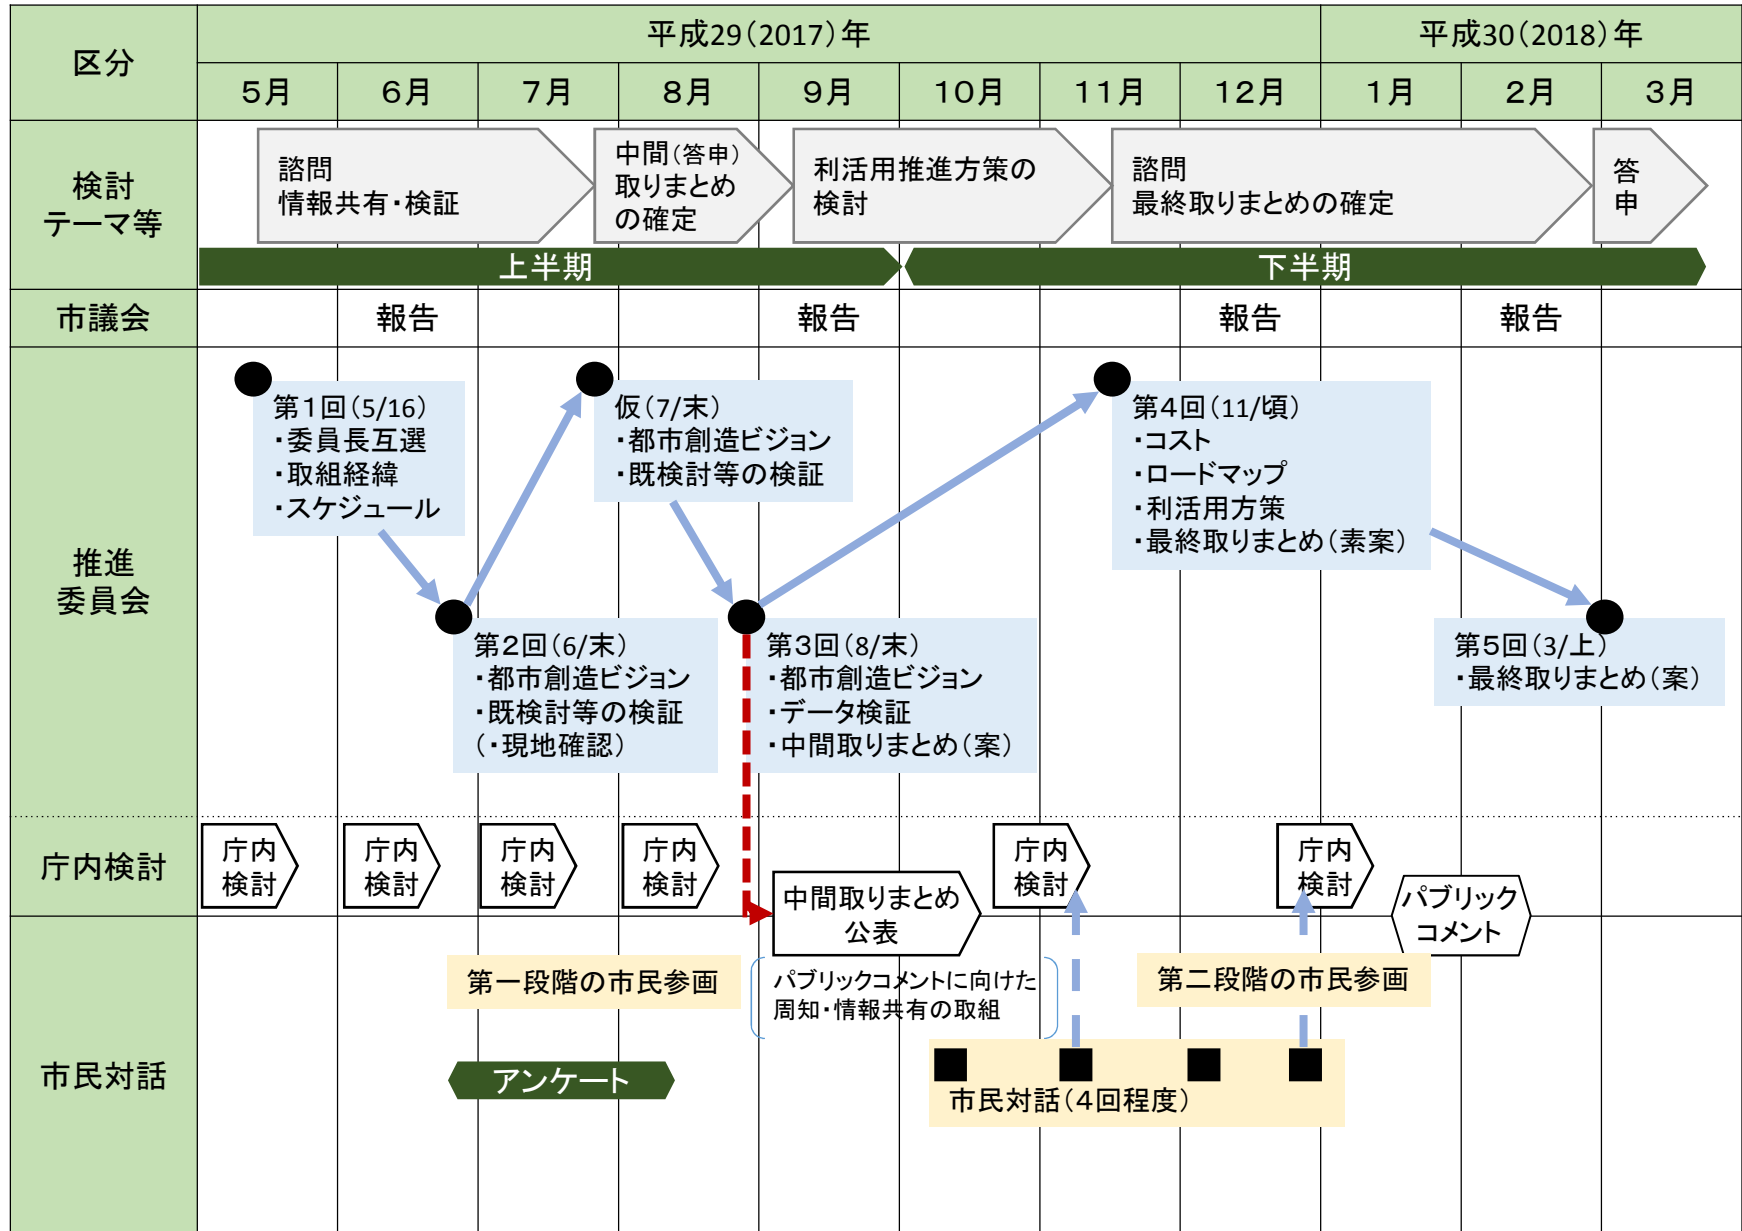 区分
平成29(2017)年
平成30(2018)年
5月
6月
7月
8月
9月
10月
11月
12月
1月
2月
3月
検討
テーマ等
諮問
情報共有・検証
中間(答申)
取りまとめ
の確定
利活用推進方策の
検討
諮問
最終取りまとめの確定
答
申
上半期
下半期
市議会
報告
報告
報告
報告
推進
委員会
第1回(5/16)
・委員長互選
・取組経緯
・スケジュール
仮(7/末)
・都市創造ビジョン
・既検討等の検証
第4回(11/頃)
・コスト
・ロードマップ
・利活用方策
・最終取りまとめ(素案)
第2回(6/末)
・都市創造ビジョン
・既検討等の検証
(・現地確認)
第3回(8/末)
・都市創造ビジョン
・データ検証
・中間取りまとめ(案)
第5回(3/上)
・最終取りまとめ(案)
庁内検討
庁内
検討
庁内
検討
庁内
検討
庁内
検討
庁内
検討
庁内
検討
中間取りまとめ
公表
パブリック
コメント
市民対話
第一段階の市民参画
パブリックコメントに向けた
周知・情報共有の取組
第二段階の市民参画
アンケート
市民対話(4回程度)